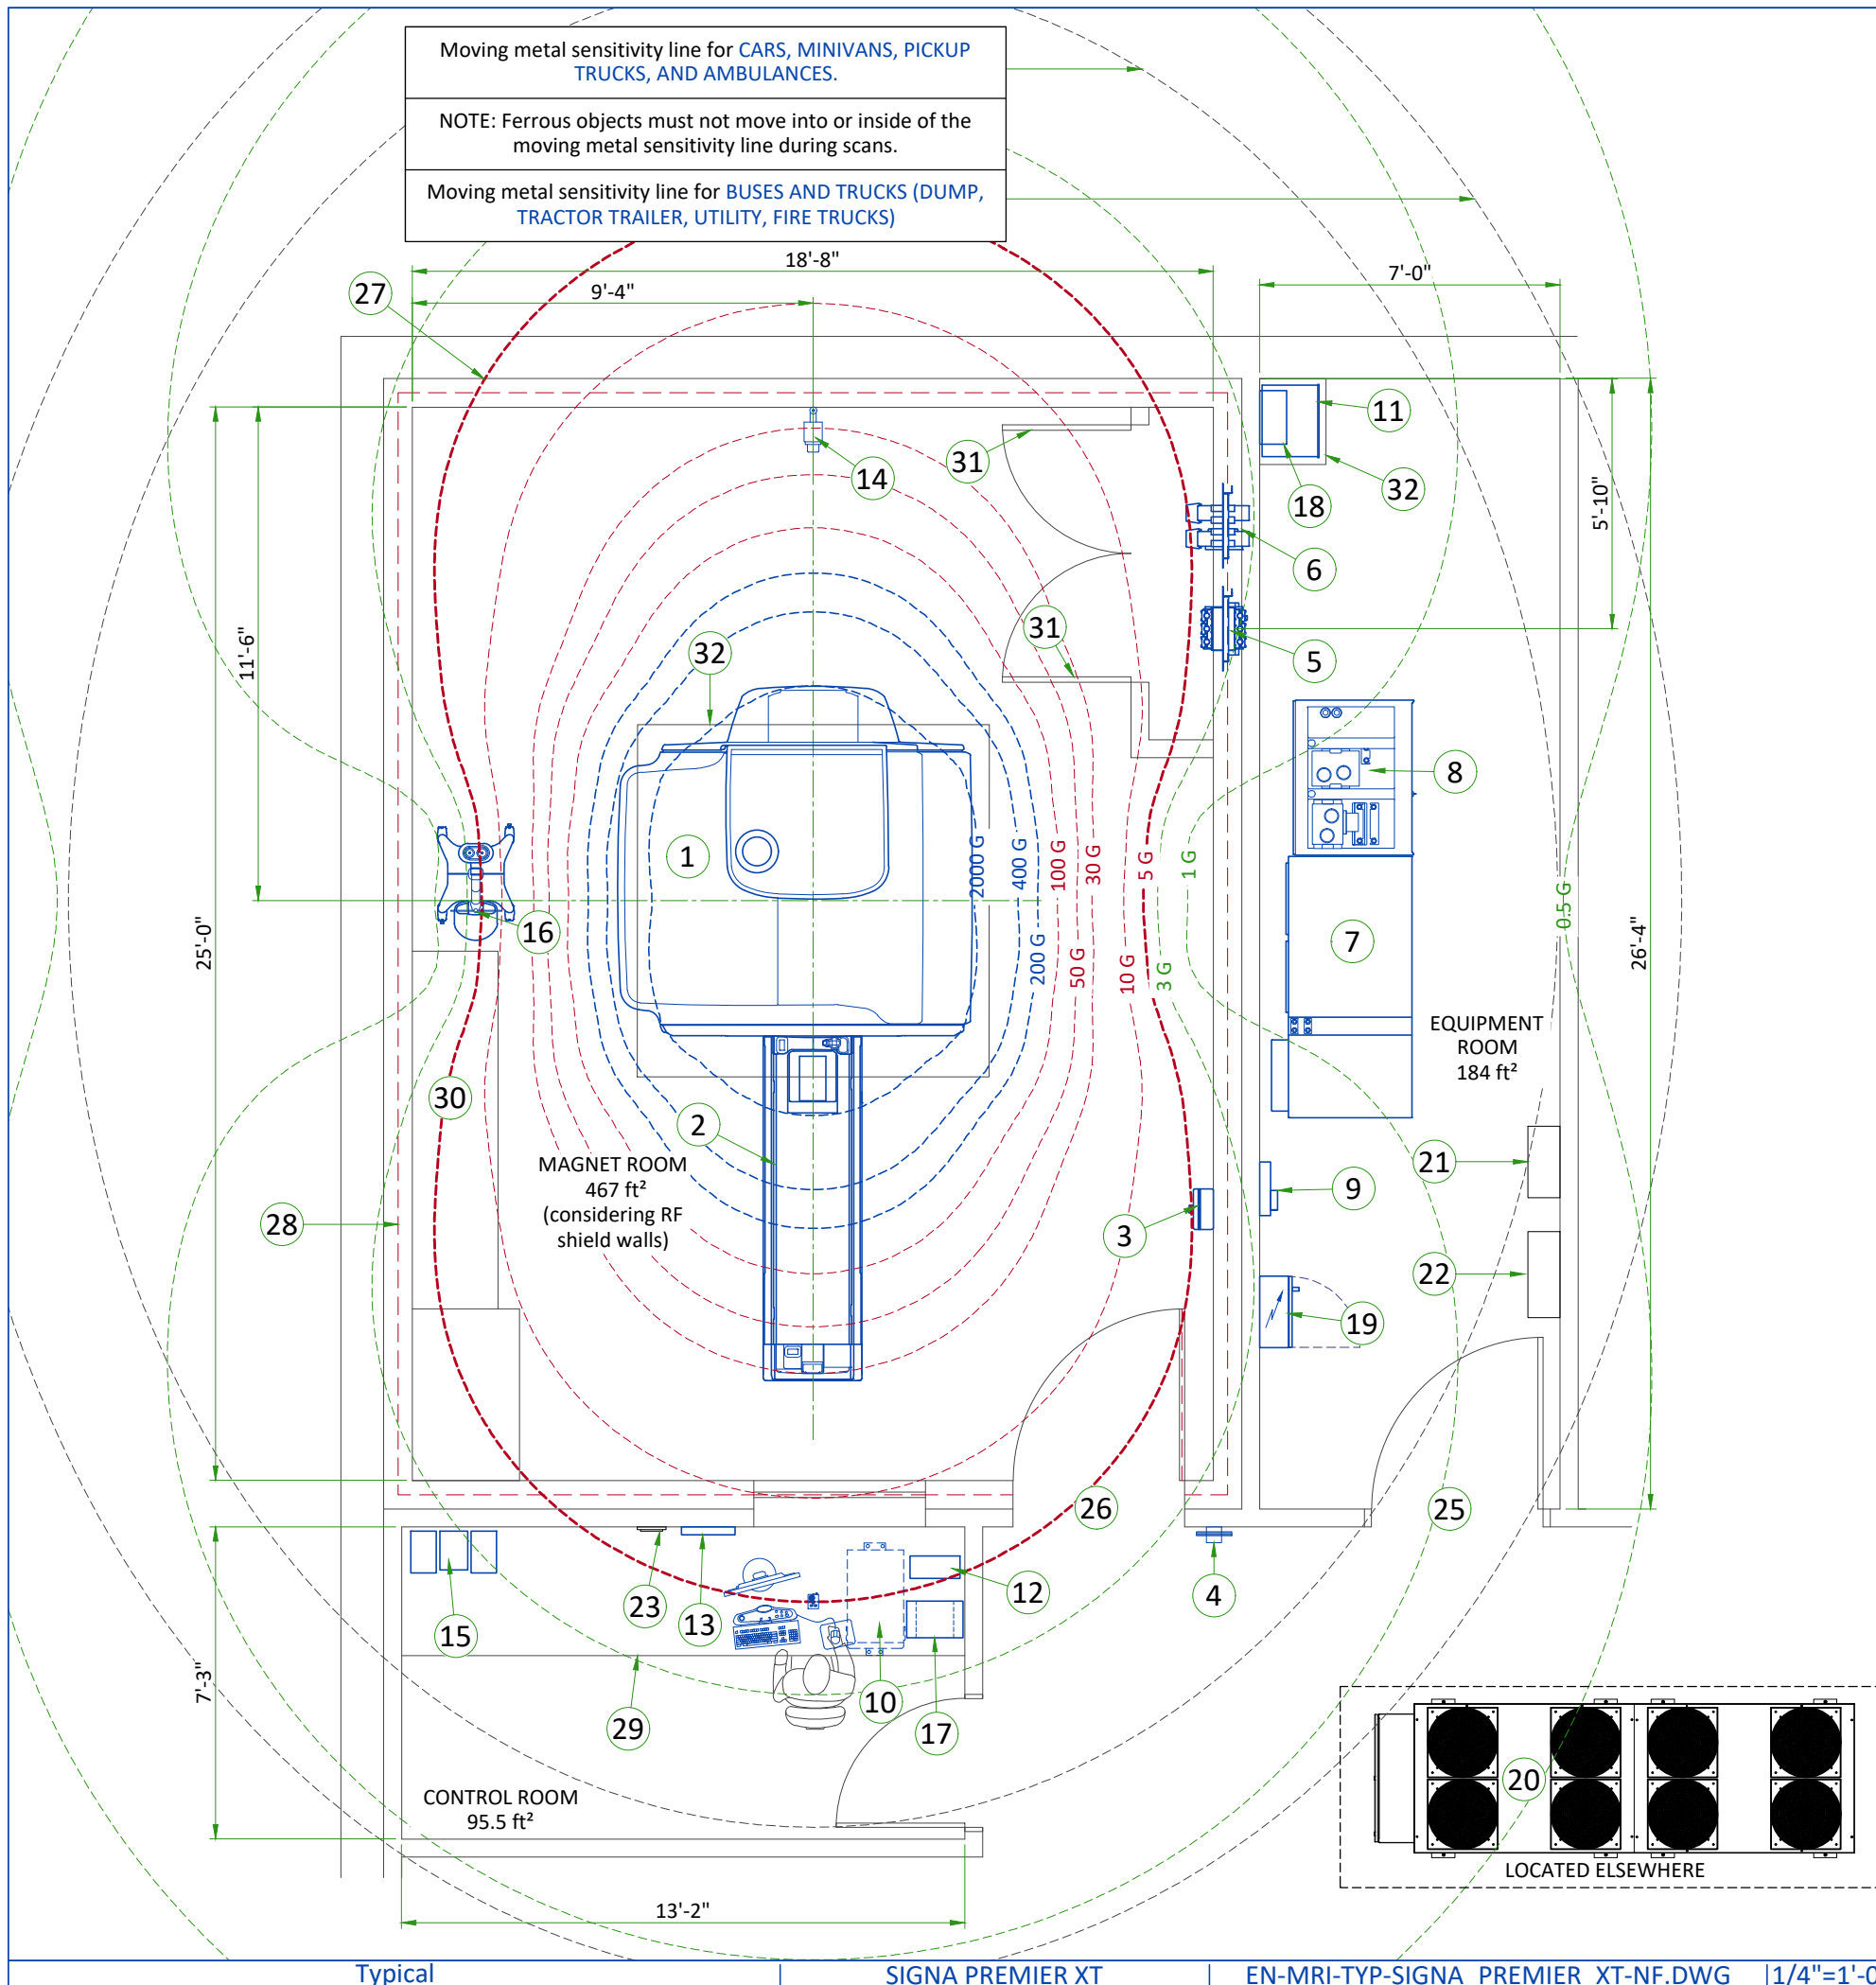 Moving metal sensitivity line for CARS, MINIVANS, PICKUP
TRUCKS, AND AMBULANCES.
NOTE: Ferrous objects must not move into or inside of the
moving metal sensitivity line during scans.
Moving metal sensitivity line for BUSES AND TRUCKS (DUMP,
TRACTOR TRAILER, UTILITY, FIRE TRUCKS)
18'-8"
7'-0"
9'-4"
27
11
31
14
32
18
5'-10"
6
31
32
5
11'-6"
8
1
2000 G
400 G
100 G
30 G
5 G
1 G
0.5 G
16
25'-0"
7
26'-4"
200 G
50 G
10 G
3 G
EQUIPMENT
ROOM
184 ft²
30
2
MAGNET ROOM
467 ft²
(considering RF
shield walls)
21
9
28
3
22
19
26
25
23
13
12
4
15
7'-3"
10
29
17
20
CONTROL ROOM
95.5 ft²
LOCATED ELSEWHERE
13'-2"
Typical
SIGNA PREMIER XT
EN-MRI-TYP-SIGNA_PREMIER_XT-NF.DWG
1/4"=1'-0